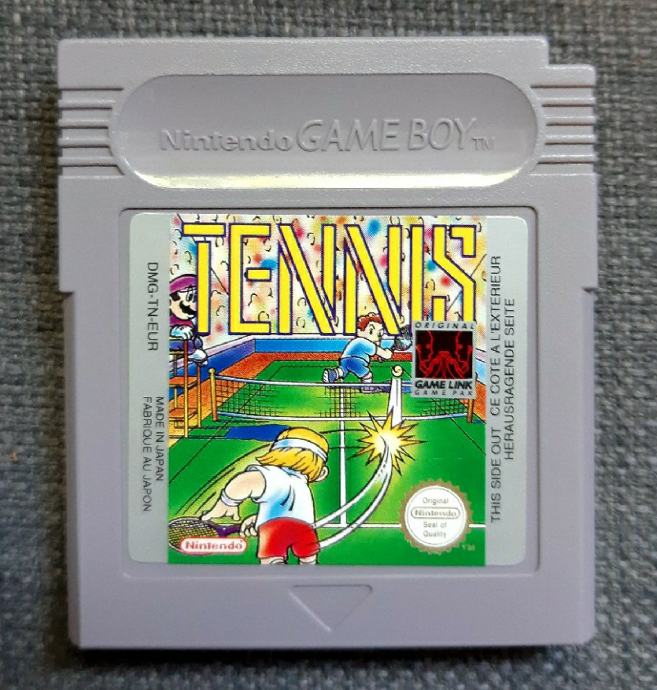 Nintendo GAME BOY TM
TENNIS
DMG-TN-EUR
MADE IN JAPAN
FABRIQUE AU JAPON
ORIGINAL
GAME LINK
GAME PAK
THIS SIDE OUT CE COTÉ A L'EXTERIEUR
HERAUSRAGENDE SEITE
Original
Nintendo
Seal of
Quality
TM
Nintendo